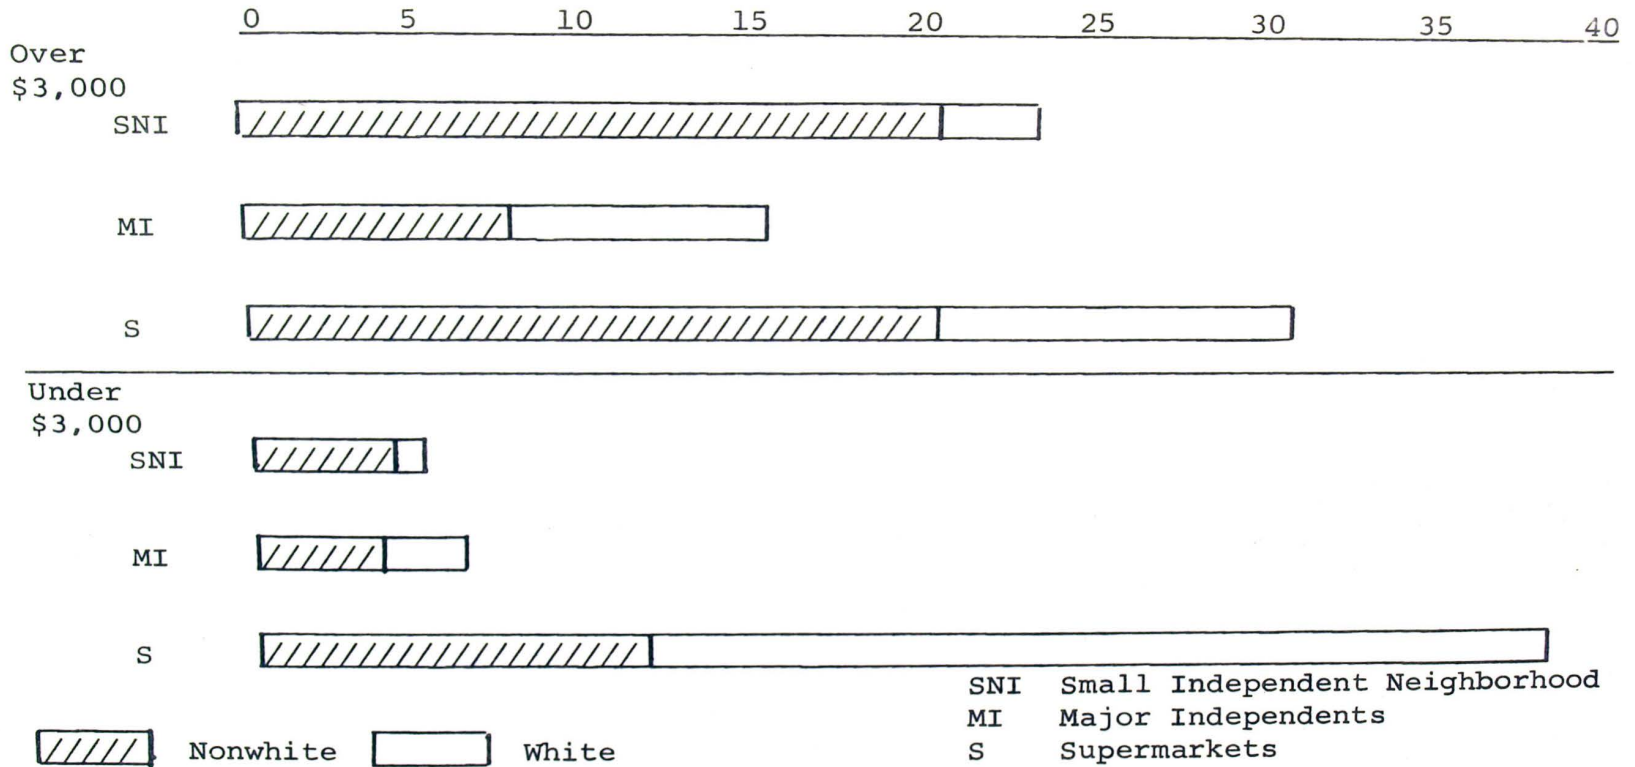 0 5 10 15 20 25 30 35 40
Over
$3,000
SNI
MI
S
Under
$3,000
SNI
MI
S
SNI Small Independent Neighborhood
MI Major Independents
S Supermarkets
Nonwhite White